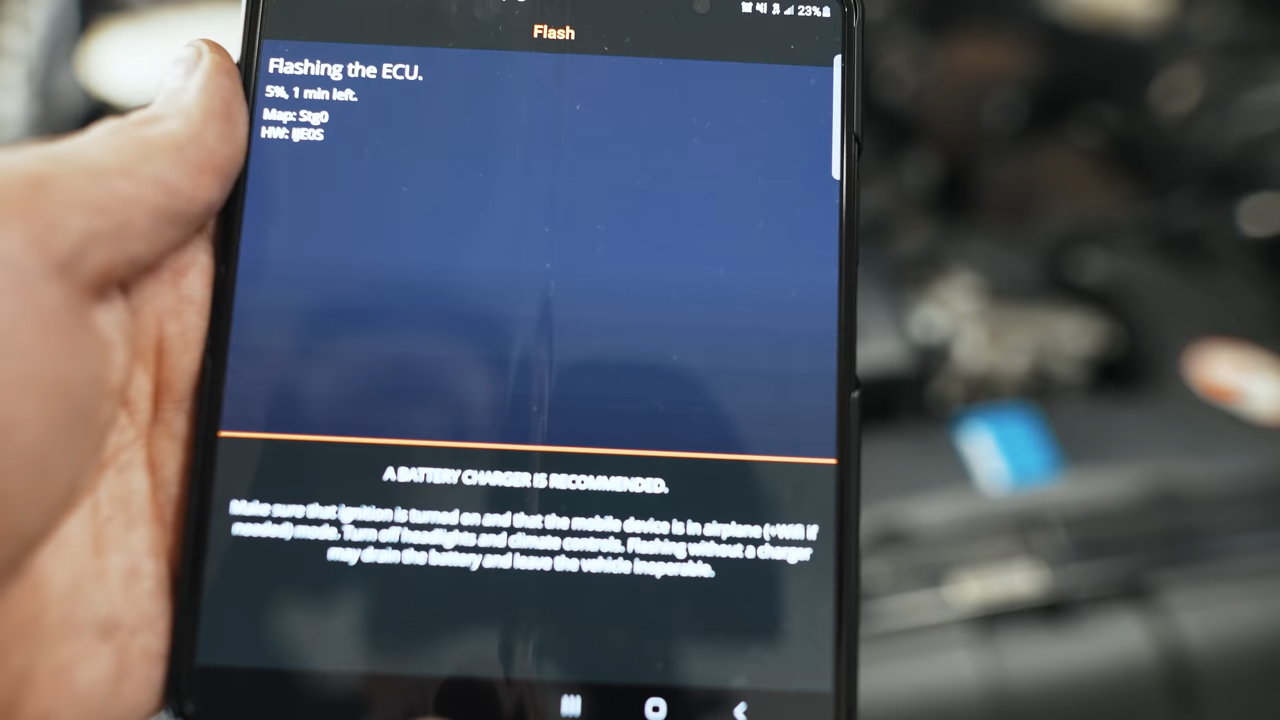 23%
Flash
Flashing the ECU.
5%, 1 min left.
Map: Stg0
HW: IJE0S
A BATTERY CHARGER IS RECOMMENDED.
Make sure that ignition is turned on and that the mobile device is in airplane (+Wifi if
needed) mode. Turn off headlights and climate controls. Flashing without a charger
may drain the battery and leave the vehicle inoperable.